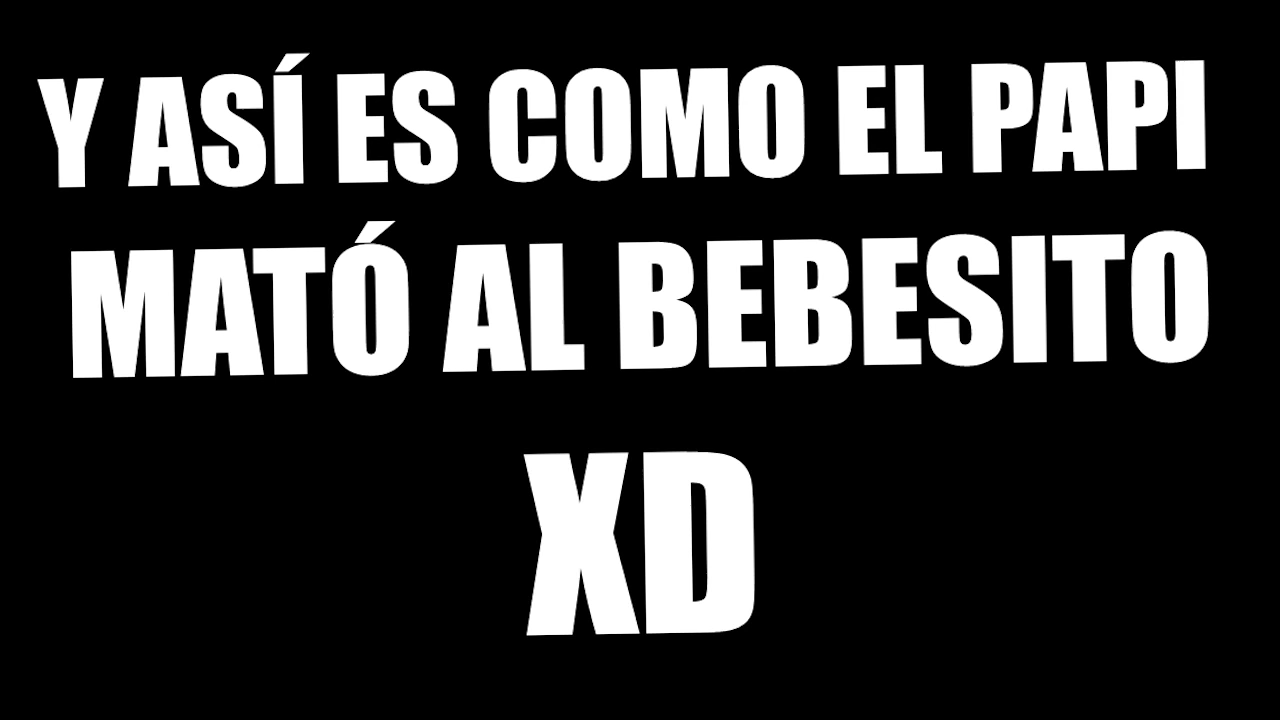 Y ASÍ ES COMO EL PAPI
MATÓ AL BEBESITO
XD